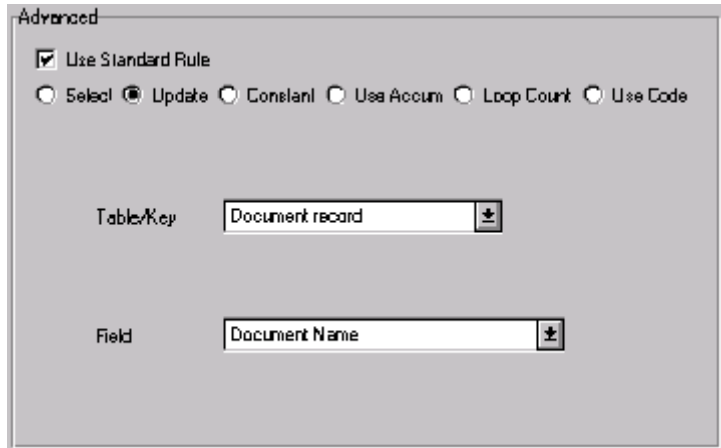 Advanced
Use Standard Rule
Select Update Constant Use Accum Loop Count Use Code
Table/Key Document record
Field Document Name